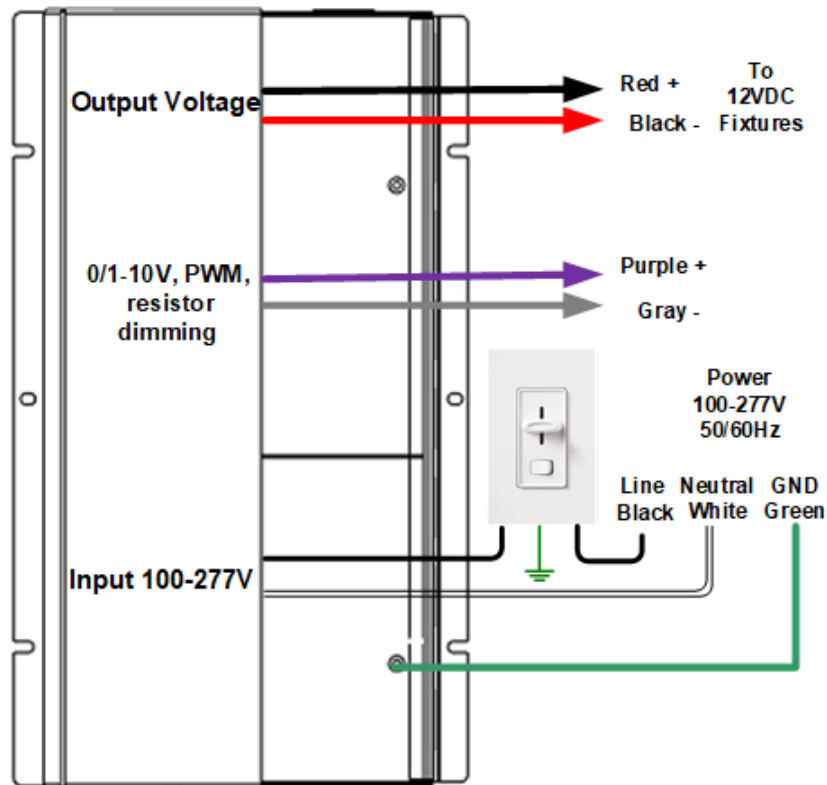 Output Voltage
Red +
Black -
To
12VDC
Fixtures
0/1-10V, PWM,
resistor
dimming
Purple +
Gray -
Power
100-277V
50/60Hz
Line
Black
Neutral
White
GND
Green
Input 100-277V